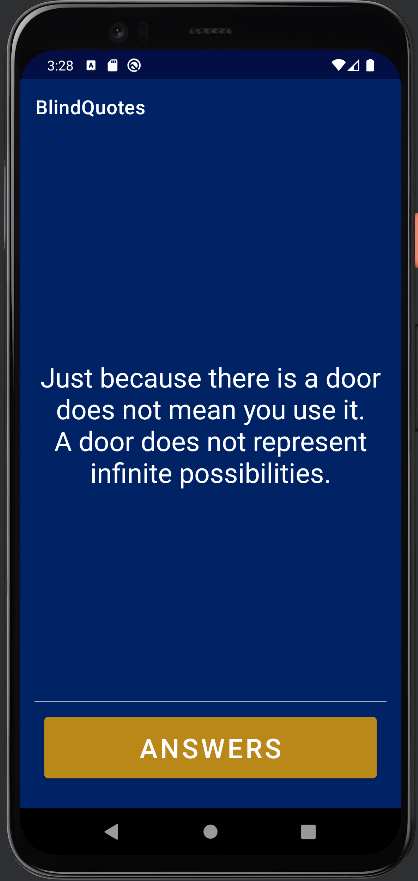 3:28
BlindQuotes
Just because there is a door
does not mean you use it.
A door does not represent
infinite possibilities.
ANSWERS